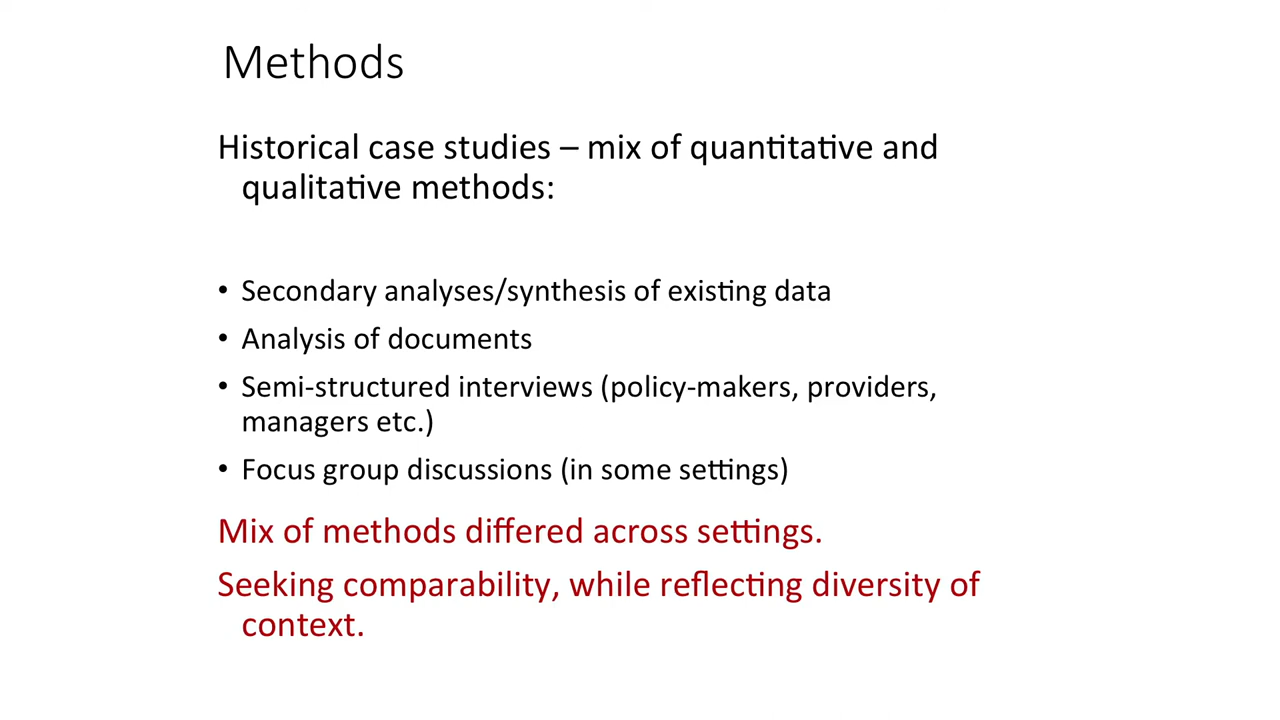 Methods
Historical case studies – mix of quantitative and
qualitative methods:
• Secondary analyses/synthesis of existing data
• Analysis of documents
• Semi-structured interviews (policy-makers, providers,
managers etc.)
• Focus group discussions (in some settings)
Mix of methods differed across settings.
Seeking comparability, while reflecting diversity of
context.